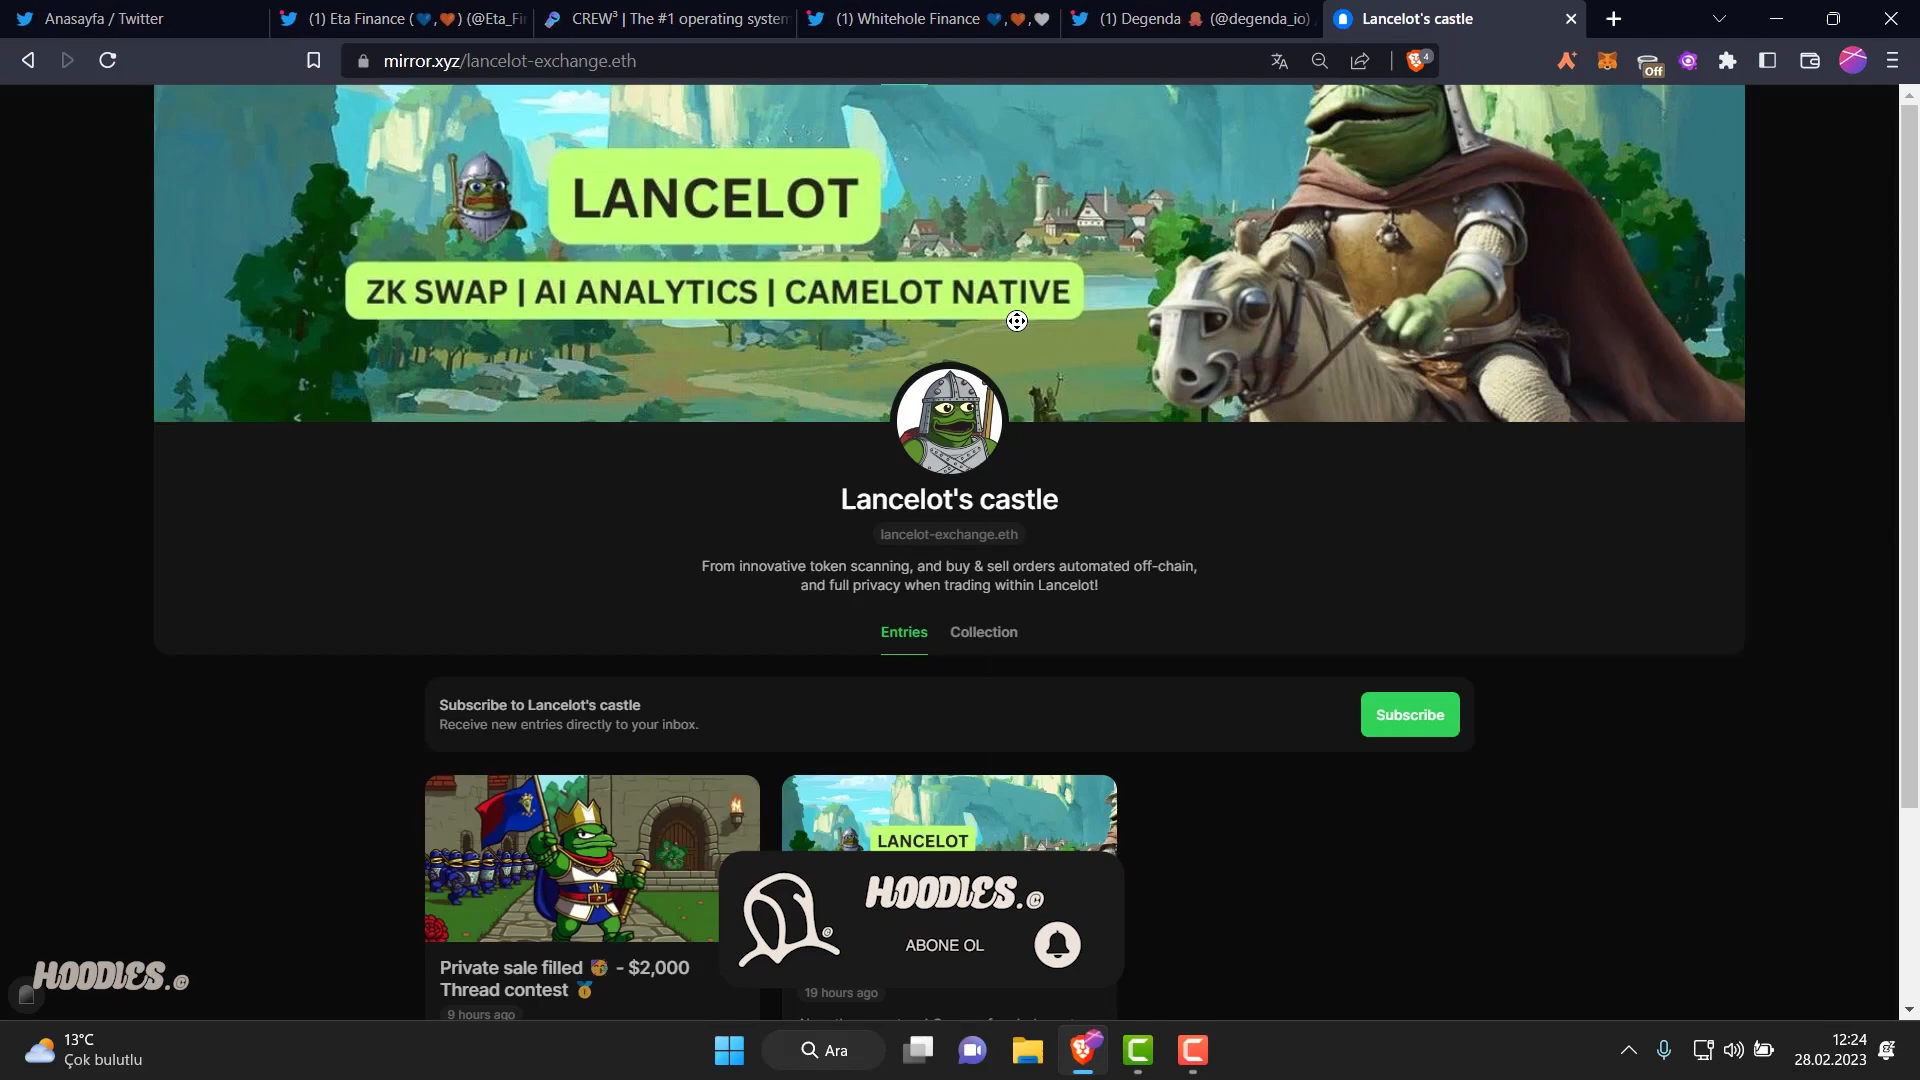 Anasayfa / Twitter
(1) Eta Finance (💙,🧡) (@Eta_Fi
CREW³ | The #1 operating system
(1) Whitehole Finance 💙,🧡,🤍
(1) Degenda (@degenda_io)
Lancelot's castle
mirror.xyz/lancelot-exchange.eth
4
Off
LANCELOT
ZK SWAP | AI ANALYTICS | CAMELOT NATIVE
Lancelot's castle
lancelot-exchange.eth
From innovative token scanning, and buy & sell orders automated off-chain,
and full privacy when trading within Lancelot!
Entries Collection
Subscribe to Lancelot's castle
Receive new entries directly to your inbox.
Subscribe
LANCELOT
HOODIES.©
ABONE OL
Private sale filled 🥳 - $2,000
Thread contest 🥇
9 hours ago
19 hours ago
HOODIES.©
13°C
Çok bulutlu
Ara
12:24
28.02.2023